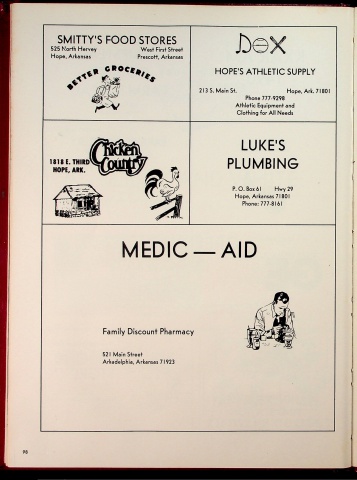 SMITTY'S FOOD STORES
525 North Hervey West First Street
Hope, Arkansas Prescott, Arkansas
BETTER GROCERIES
DEX
HOPE'S ATHLETIC SUPPLY
213 S. Main St. Hope, Ark. 71801
Phone 777-9298
Athletic Equipment and
Clothing for All Needs
Chicken
Country
1818 E. THIRD
HOPE, ARK.
LUKE'S
PLUMBING
P. O. Box 61 Hwy 29
Hope, Arkansas 71801
Phone: 777-8161
MEDIC — AID
Family Discount Pharmacy
521 Main Street
Arkadelphia, Arkansas 71923
98